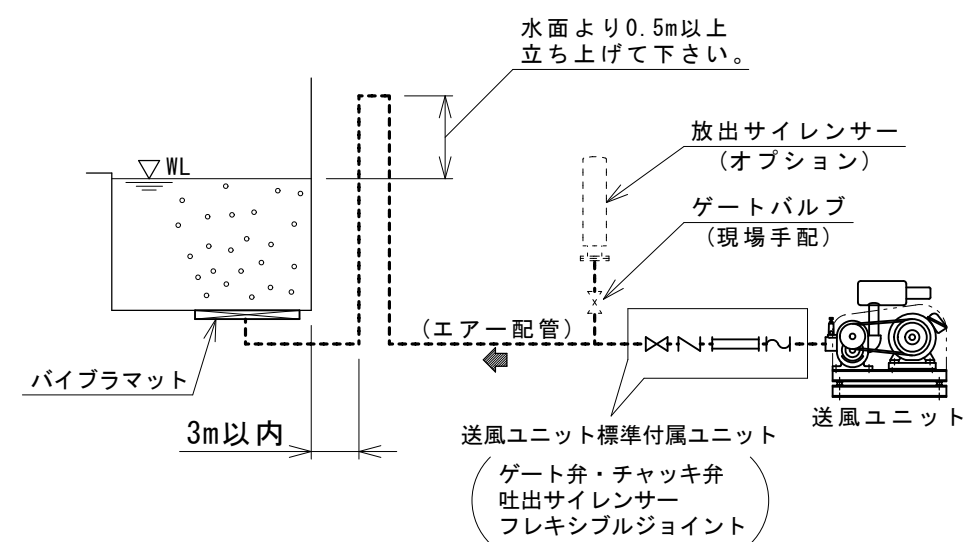 水面より0.5m以上
立ち上げて下さい。
放出サイレンサー
(オプション)
WL
ゲートバルブ
(現場手配)
(エアー配管)
バイブラマット
送風ユニット
3m以内
送風ユニット標準付属ユニット
ゲート弁・チャッキ弁
吐出サイレンサー
フレキシブルジョイント